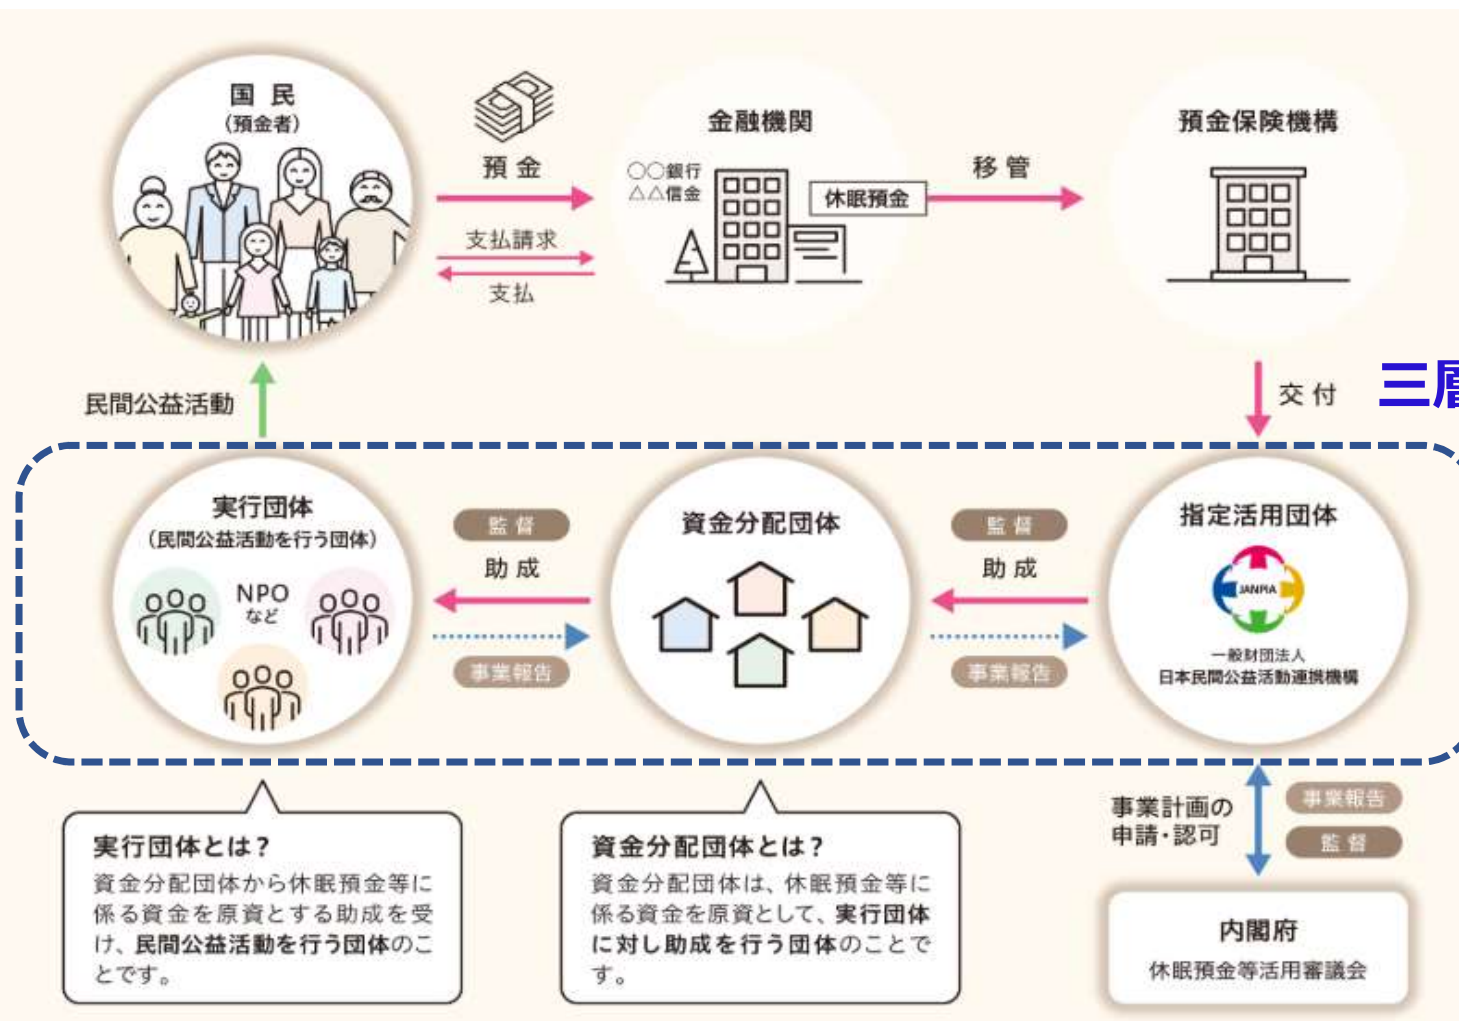 国 民
(預金者)
預 金
支払請求
支払
金融機関
〇〇銀行
△△信金
休眠預金
移 管
預金保険機構
民間公益活動
交 付
三層
実行団体
(民間公益活動を行う団体)
NPO
など
監 督
助 成
事業報告
資金分配団体
監 督
助 成
事業報告
指定活用団体
JANPIA
一般財団法人
日本民間公益活動連携機構
実行団体とは?
資金分配団体から休眠預金等に
係る資金を原資とする助成を受
け、民間公益活動を行う団体のこ
とです。
資金分配団体とは?
資金分配団体は、休眠預金等に
係る資金を原資として、実行団体
に対し助成を行う団体のことで
す。
事業計画の
申請・認可
事業報告
監 督
内閣府
休眠預金等活用審議会